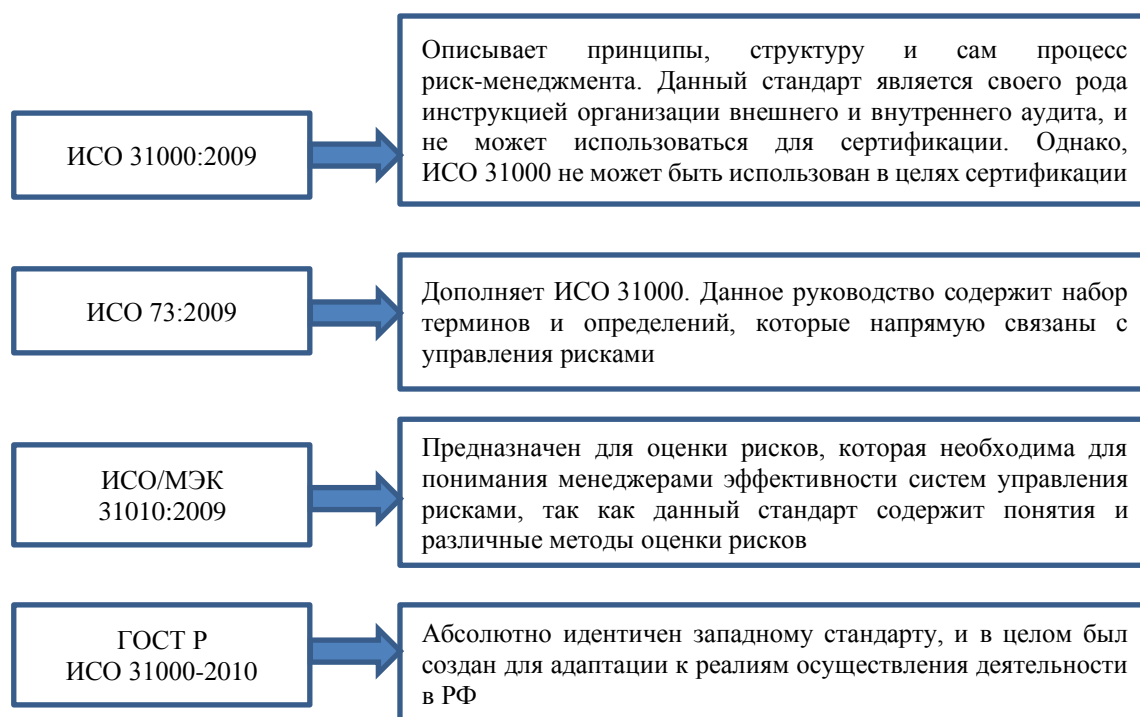 ИСО 31000:2009
Описывает принципы, структуру и сам процесс
риск-менеджмента. Данный стандарт является своего рода
инструкцией организации внешнего и внутреннего аудита, и
не может использоваться для сертификации. Однако,
ИСО 31000 не может быть использован в целях сертификации
ИСО 73:2009
Дополняет ИСО 31000. Данное руководство содержит набор
терминов и определений, которые напрямую связаны с
управления рисками
ИСО/МЭК
31010:2009
Предназначен для оценки рисков, которая необходима для
понимания менеджерами эффективности систем управления
рисками, так как данный стандарт содержит понятия и
различные методы оценки рисков
ГОСТ Р
ИСО 31000-2010
Абсолютно идентичен западному стандарту, и в целом был
создан для адаптации к реалиям осуществления деятельности
в РФ